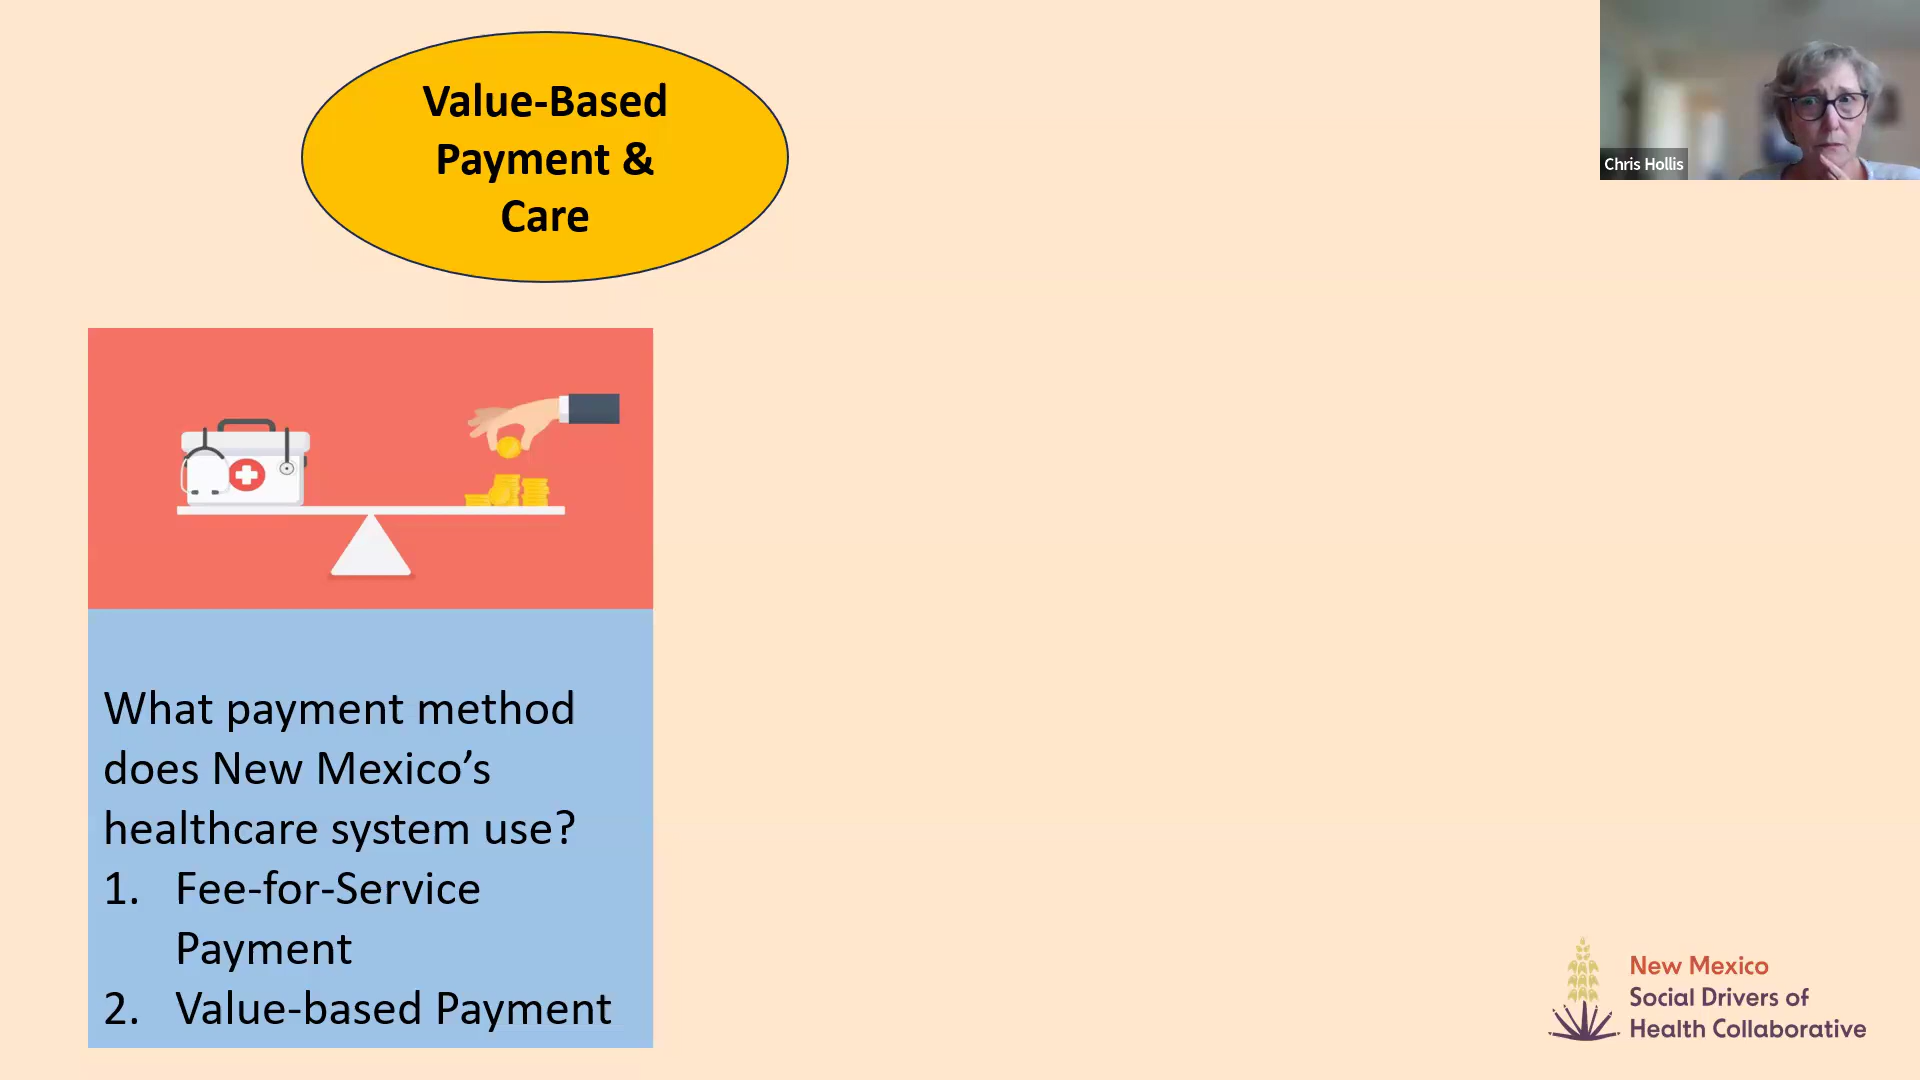 Value-Based
Payment &
Care
Chris Hollis
What payment method
does New Mexico’s
healthcare system use?
1. Fee-for-Service
Payment
2. Value-based Payment
New Mexico
Social Drivers of
Health Collaborative